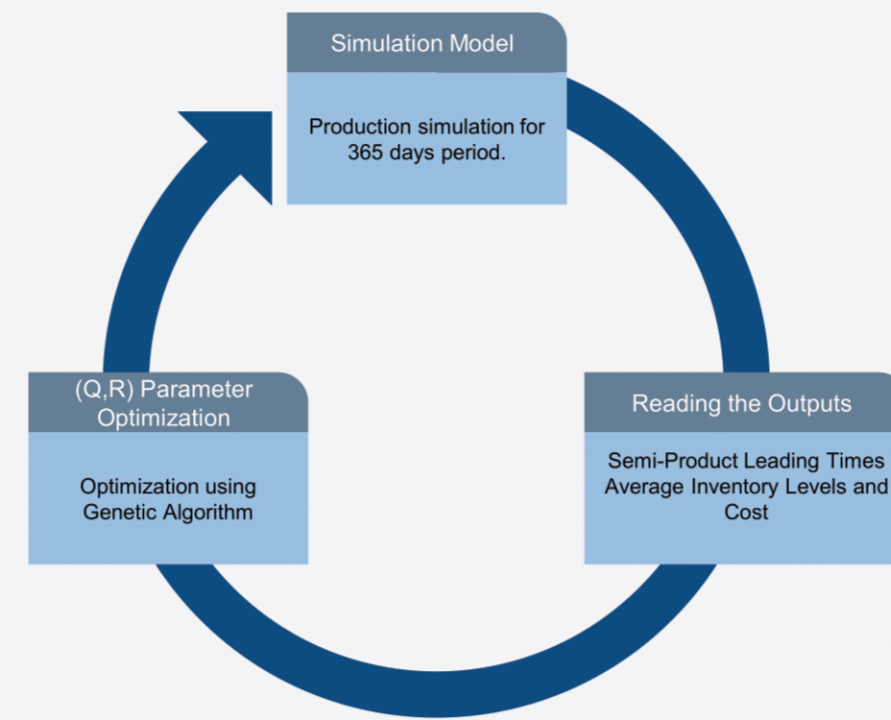 Simulation Model
Production simulation for
365 days period.
(Q,R) Parameter
Optimization
Optimization using
Genetic Algorithm
Reading the Outputs
Semi-Product Leading Times
Average Inventory Levels and
Cost